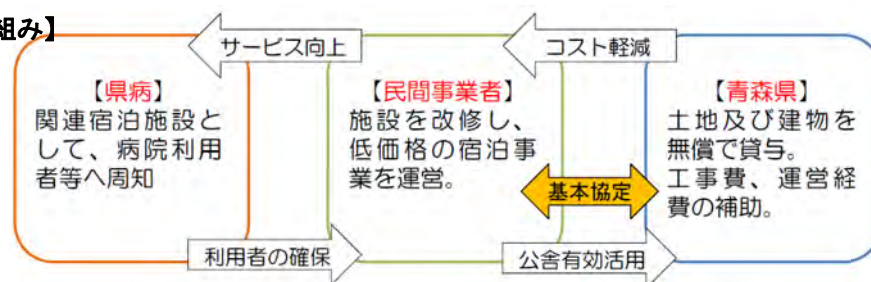 組み】
サービス向上
コスト軽減
【県病】
関連宿泊施設と
して、病院利用
者等へ周知
【民間事業者】
施設を改修し、
低価格の宿泊事
業を運営。
【青森県】
土地及び建物を
無償で貸与。
工事費、運営経
費の補助。
基本協定
利用者の確保
公舎有効活用